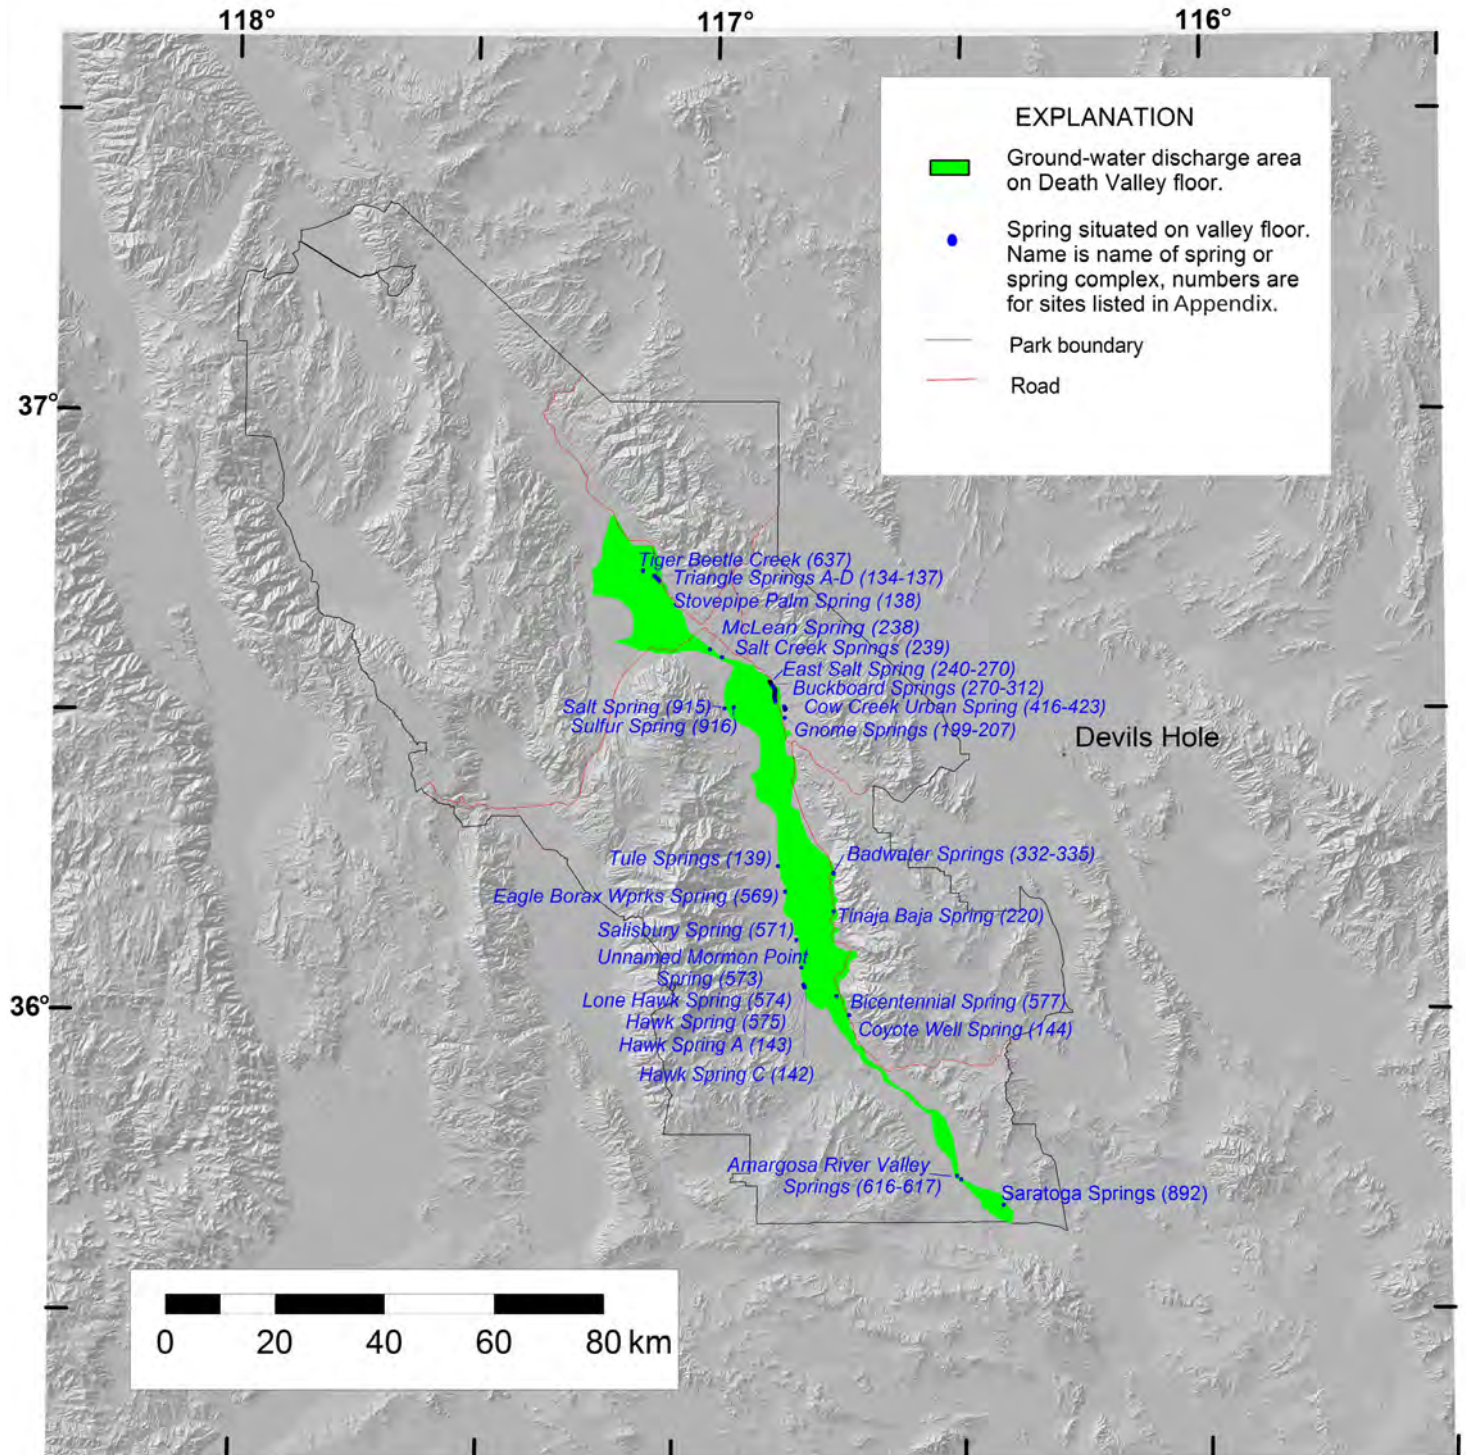 118°
117°
116°
EXPLANATION
Ground-water discharge area
on Death Valley floor.
Spring situated on valley floor.
Name is name of spring or
spring complex, numbers are
for sites listed in Appendix.
Park boundary
Road
37°
Tiger Beetle Creek (637)
Triangle Springs A-D (134-137)
Stovepipe Palm Spring (138)
McLean Spring (238)
Salt Creek Springs (239)
East Salt Spring (240-270)
Buckboard Springs (270-312)
Salt Spring (915)
Cow Creek Urban Spring (416-423)
Sulfur Spring (916)
Gnome Springs (199-207)
Devils Hole
Tule Springs (139)
Badwater Springs (332-335)
Eagle Borax Wprks Spring (569)
Tinaja Baja Spring (220)
Salisbury Spring (571)
Unnamed Mormon Point
Spring (573)
36°
Lone Hawk Spring (574)
Bicentennial Spring (577)
Hawk Spring (575)
Coyote Well Spring (144)
Hawk Spring A (143)
Hawk Spring C (142)
Amargosa River Valley
Springs (616-617)
Saratoga Springs (892)
0 20 40 60 80 km